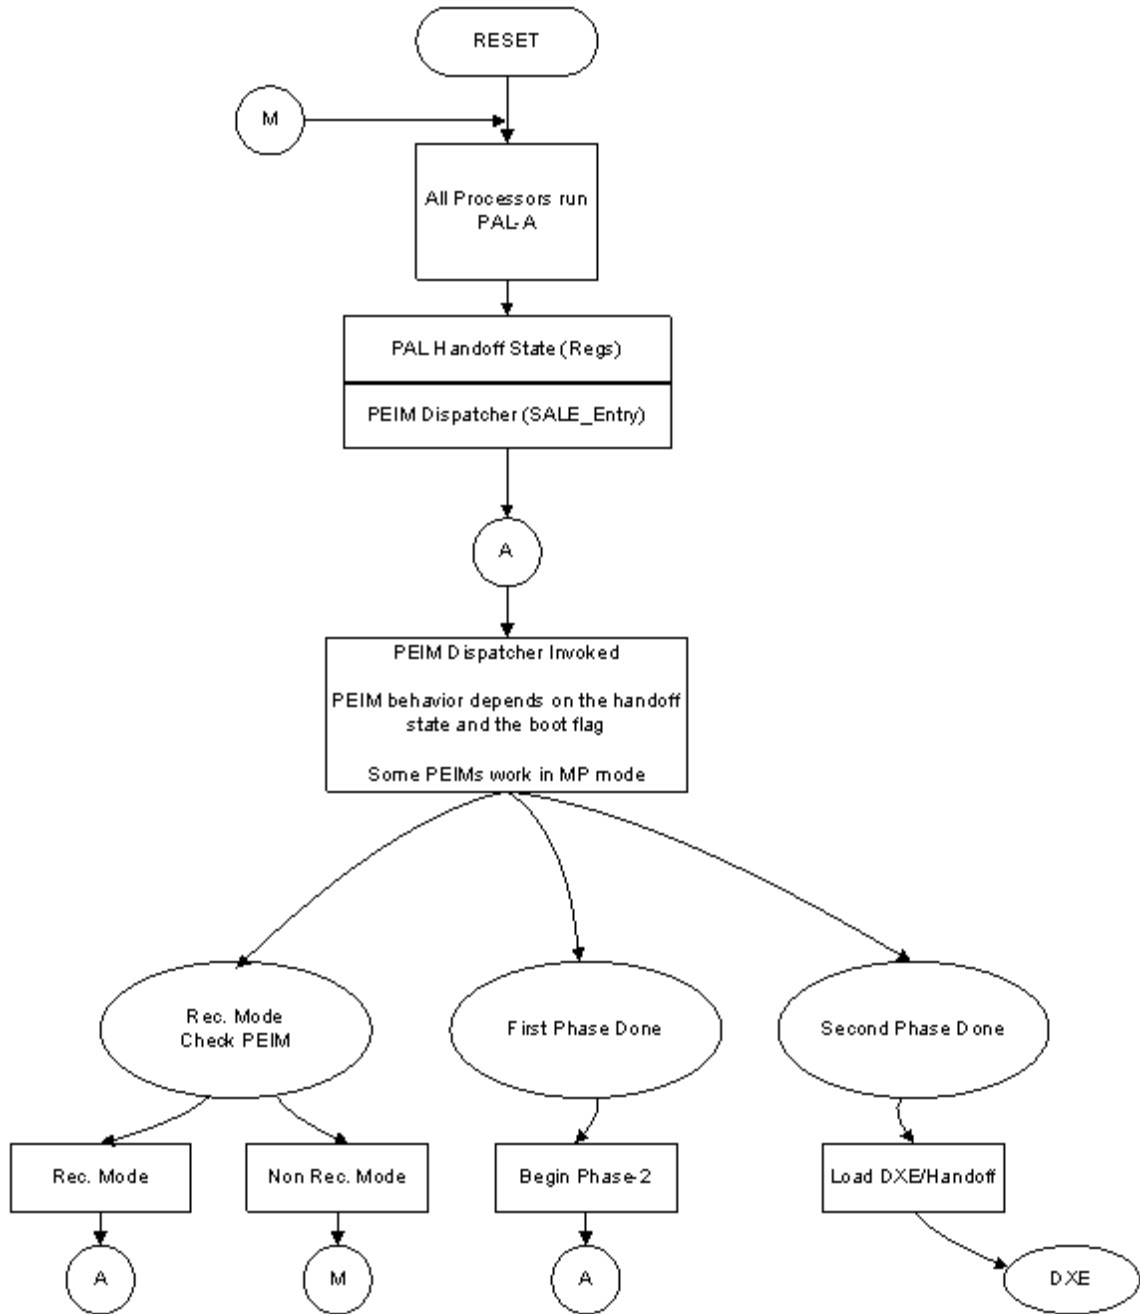 RESET
M
All Processors run
PAL-A
PAL Handoff State (Regs)
PEIM Dispatcher (SALE_Entry)
A
PEIM Dispatcher Invoked
PEIM behavior depends on the handoff
state and the boot flag
Some PEIMs work in MP mode
Rec. Mode
Check PEIM
First Phase Done
Second Phase Done
Rec. Mode
Non Rec. Mode
Begin Phase-2
Load DXE/Handoff
A
M
A
DXE